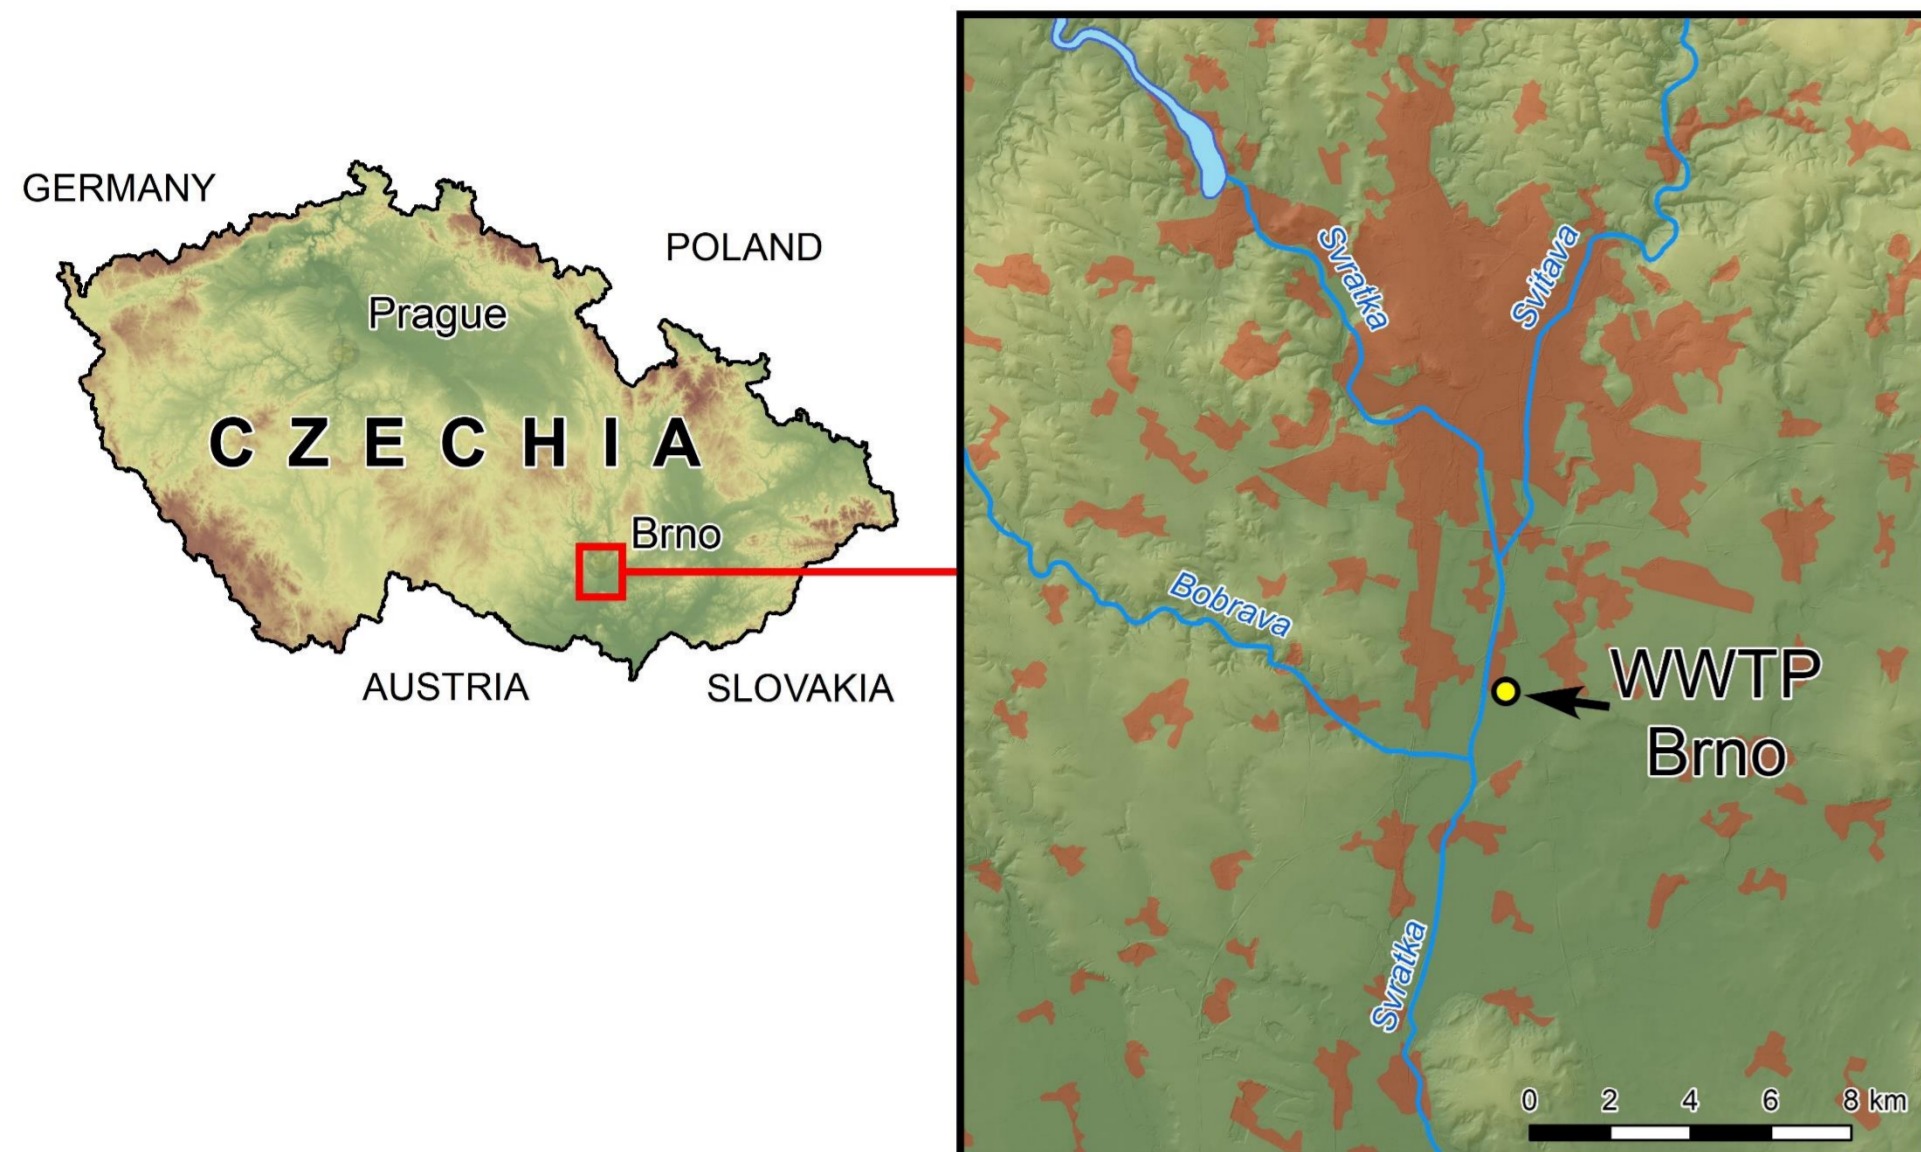 GERMANY
POLAND
Prague
CZECHIA
Brno
AUSTRIA
SLOVAKIA
Svratka
Svitava
Bobrava
WWTP
Brno
Svratka
0 2 4 6 8 km